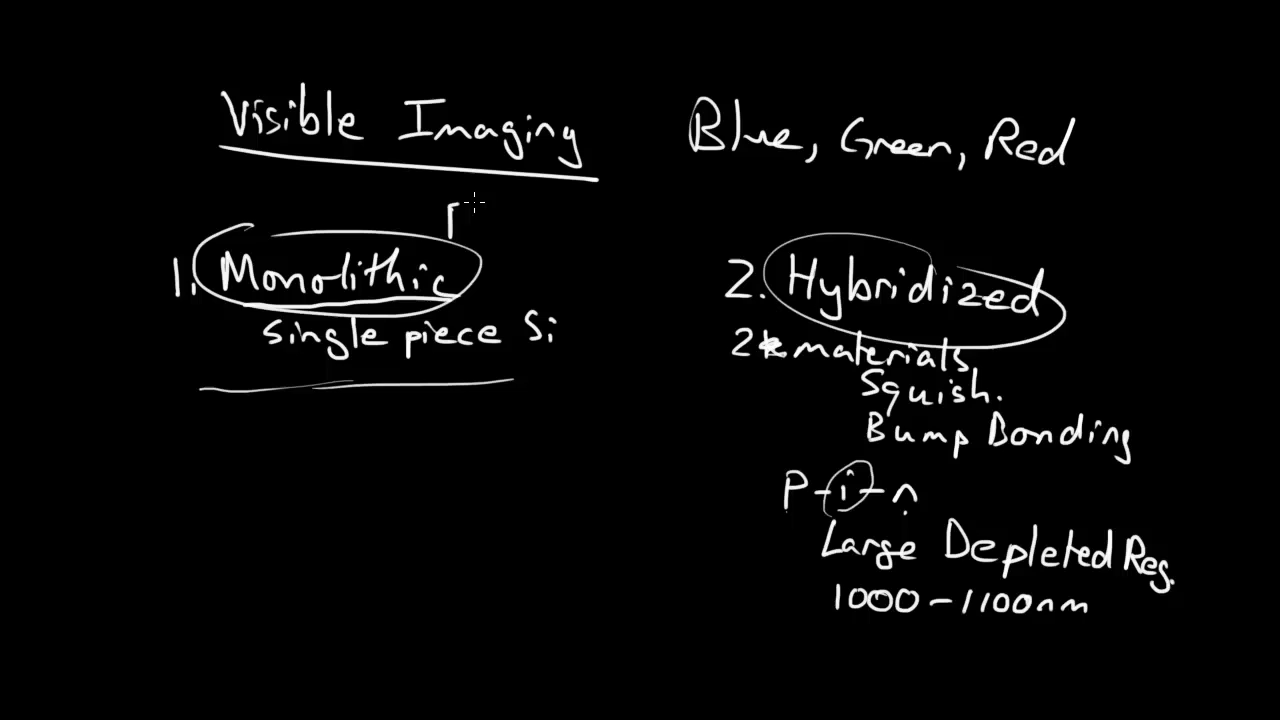 Visible Imaging
Blue, Green, Red
1. Monolithic
single piece Si
2. Hybridized
2 materials
Squish.
Bump Bonding
P-i-n
Large Depleted Reg.
1000-1100nm